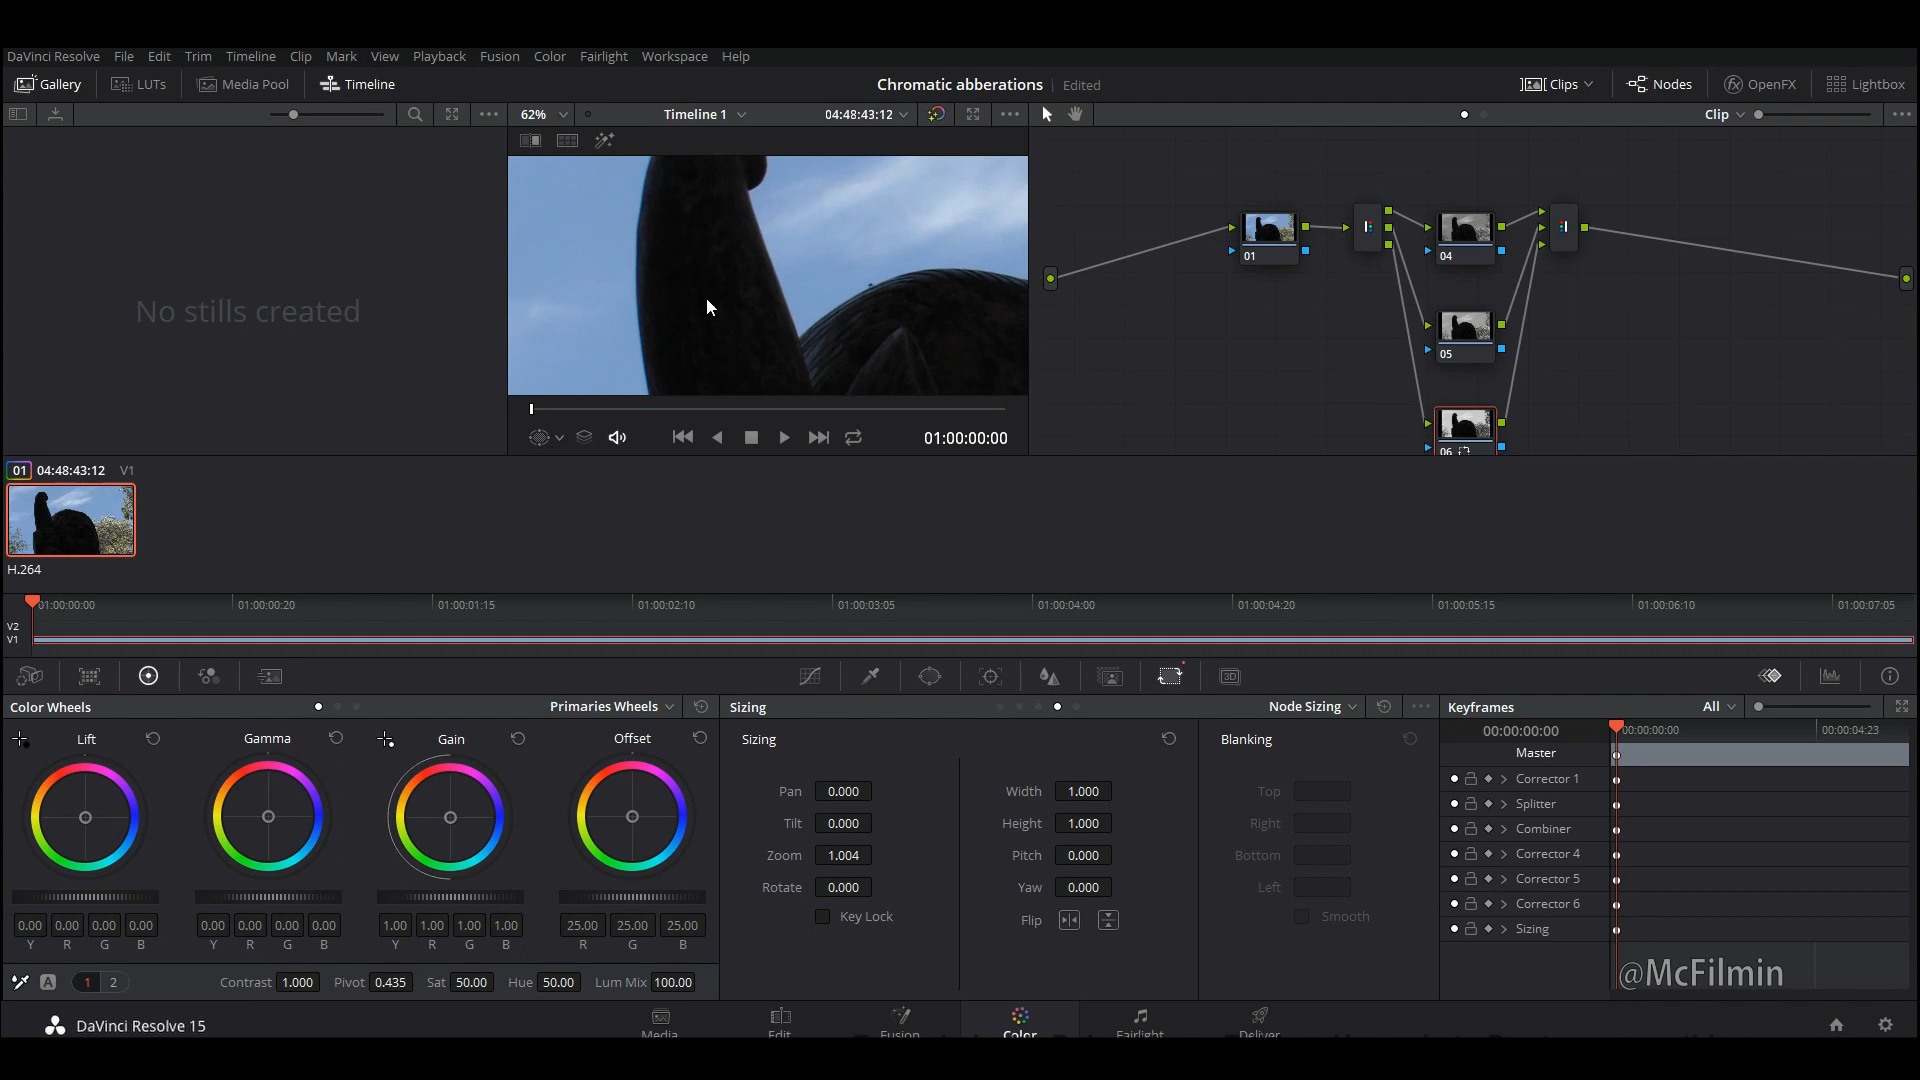 DaVinci Resolve File Edit Trim Timeline Clip Mark View Playback Fusion Color Fairlight Workspace Help
Gallery LUTs Media Pool Timeline Chromatic abberations Edited Clips Nodes OpenFX Lightbox
62% Timeline 1 04:48:43:12 Clip
No stills created
01
04
05
06
01:00:00:00
01 04:48:43:12 V1
H.264
01:00:00:00 01:00:00:20 01:00:01:15 01:00:02:10 01:00:03:05 01:00:04:00 01:00:04:20 01:00:05:15 01:00:06:10 01:00:07:05
V2
V1
3D
Color Wheels Primaries Wheels Sizing Node Sizing Keyframes All
Lift Gamma Gain Offset
0.00 0.00 0.00 0.00 0.00 0.00 0.00 0.00 1.00 1.00 1.00 1.00 25.00 25.00 25.00
Y R G B Y R G B Y R G B R G B
A 1 2 Contrast 1.000 Pivot 0.435 Sat 50.00 Hue 50.00 Lum Mix 100.00
Sizing
Pan 0.000
Tilt 0.000
Zoom 1.004
Rotate 0.000
Key Lock
Width 1.000
Height 1.000
Pitch 0.000
Yaw 0.000
Flip
Blanking
Top
Right
Bottom
Left
Smooth
00:00:00:00 00:00:00:00 00:00:04:23
Master
Corrector 1
Splitter
Combiner
Corrector 4
Corrector 5
Corrector 6
Sizing
@McFilmin
DaVinci Resolve 15 Media Edit Fusion Color Fairlight Deliver